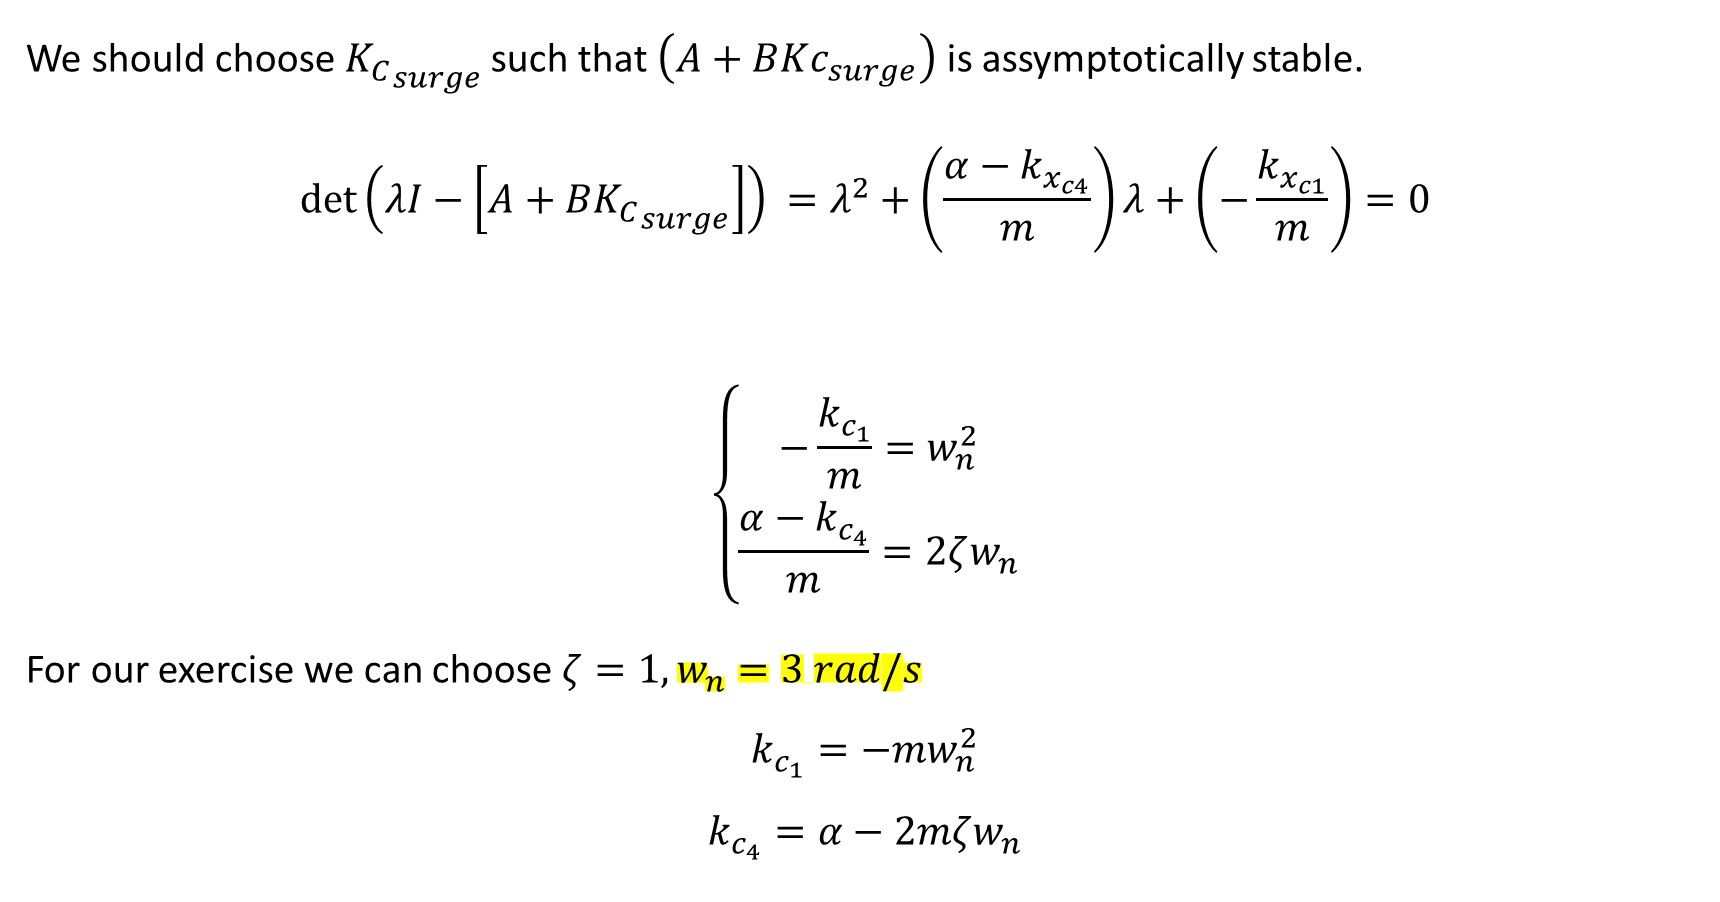 We should choose K_{C_{surge}} such that (A + BKc_{surge}) is assymptotically stable.
det(λI − [A + BK_{C_{surge}}]) = λ² + ((α − k_{x_{c4}})/m)λ + (−k_{x_{c1}}/m) = 0
{ −k_{c_1}/m = w_n²
(α − k_{c_4})/m = 2ζw_n
For our exercise we can choose ζ = 1, w_n = 3 rad/s
k_{c_1} = −mw_n²
k_{c_4} = α − 2mζw_n